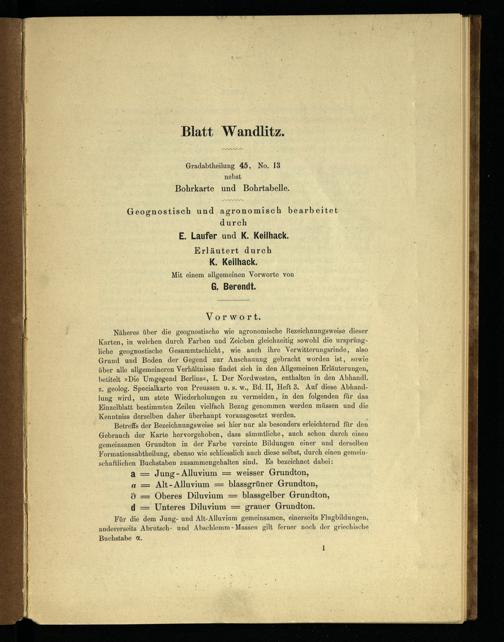 Blatt Wandlitz.
Gradabtheilung 45, No. 13
nebst
Bohrkarte und Bohrtabelle.
Geognostisch und agronomisch bearbeitet
durch
E. Laufer und K. Keilhack.
Erläutert durch
K. Keilhack.
Mit einem allgemeinen Vorworte von
G. Berendt.
Vorwort.
Näheres über die geognostische wie agronomische Bezeichnungsweise dieser
Karten, in welchen durch Farben und Zeichen gleichzeitig sowohl die ursprüng-
liche geognostische Gesammtschicht, wie auch ihre Verwitterungsrinde, also
Grund und Boden der Gegend zur Anschauung gebracht worden ist, sowie
über alle allgemeineren Verhältnisse findet sich in den Allgemeinen Erläuterungen,
betitelt »Die Umgegend Berlins«, I. Der Nordwesten, enthalten in den Abhandl.
z. geolog. Specialkarte von Preussen u. s. w., Bd. II, Heft 3. Auf diese Abhand-
lung wird, um stete Wiederholungen zu vermeiden, in den folgenden für das
Einzelblatt bestimmten Zeilen vielfach Bezug genommen werden müssen und die
Kenntniss derselben daher überhaupt vorausgesetzt werden.
Betreffs der Bezeichnungsweise sei hier nur als besonders erleichternd für den
Gebrauch der Karte hervorgehoben, dass sämmtliche, auch schon durch einen
gemeinsamen Grundton in der Farbe vereinte Bildungen einer und derselben
Formationsabtheilung, ebenso wie schliesslich auch diese selbst, durch einen gemein-
schaftlichen Buchstaben zusammengehalten sind. Es bezeichnet dabei:
a = Jung-Alluvium = weisser Grundton,
a = Alt-Alluvium = blassgrüner Grundton,
∂ = Oberes Diluvium = blassgelber Grundton,
d = Unteres Diluvium = grauer Grundton.
Für die dem Jung- und Alt-Alluvium gemeinsamen, einerseits Flugbildungen,
andererseits Abrutsch- und Abschlemm-Massen gilt ferner noch der griechische
Buchstabe α.
1